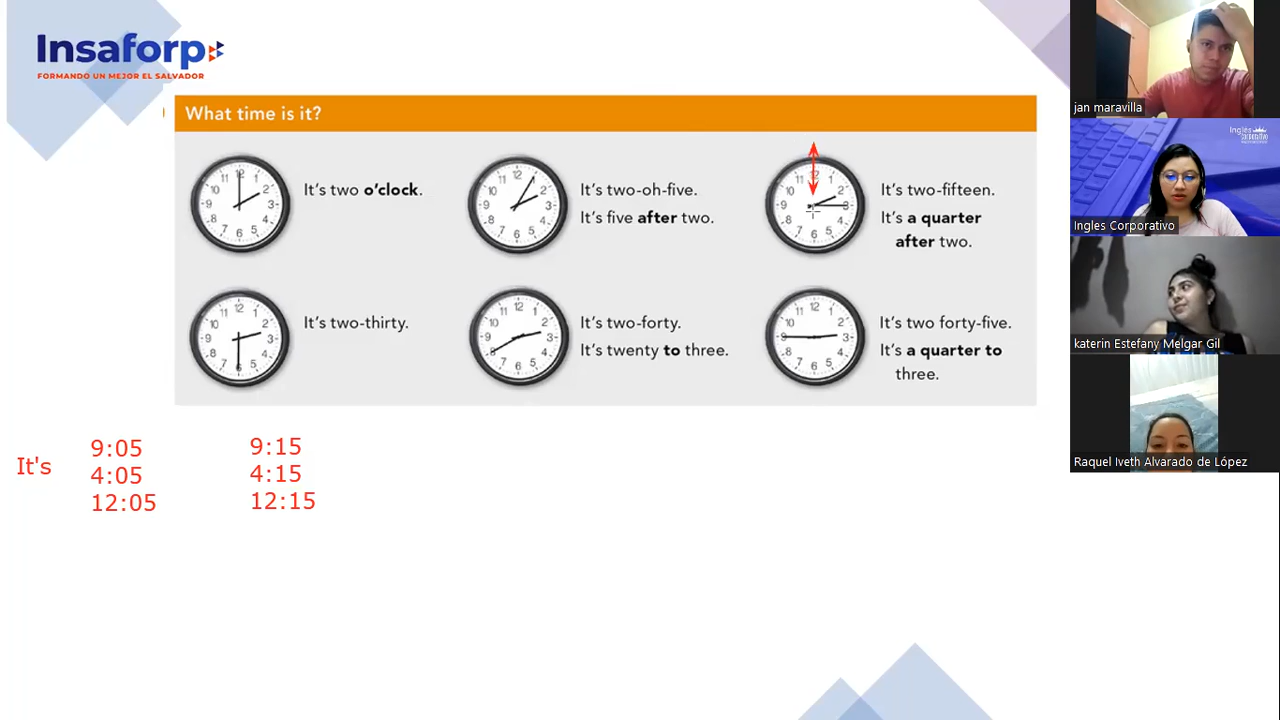 Insaforp
FORMANDO UN MEJOR EL SALVADOR
What time is it?
It's two o'clock.
It's two-oh-five.
It's five after two.
It's two-fifteen.
It's a quarter
after two.
It's two-thirty.
It's two-forty.
It's twenty to three.
It's two forty-five.
It's a quarter to
three.
It's
9:05
4:05
12:05
9:15
4:15
12:15
jan maravilla
Ingles
Ingles Corporativo
katerin Estefany Melgar Gil
Raquel Iveth Alvarado de López